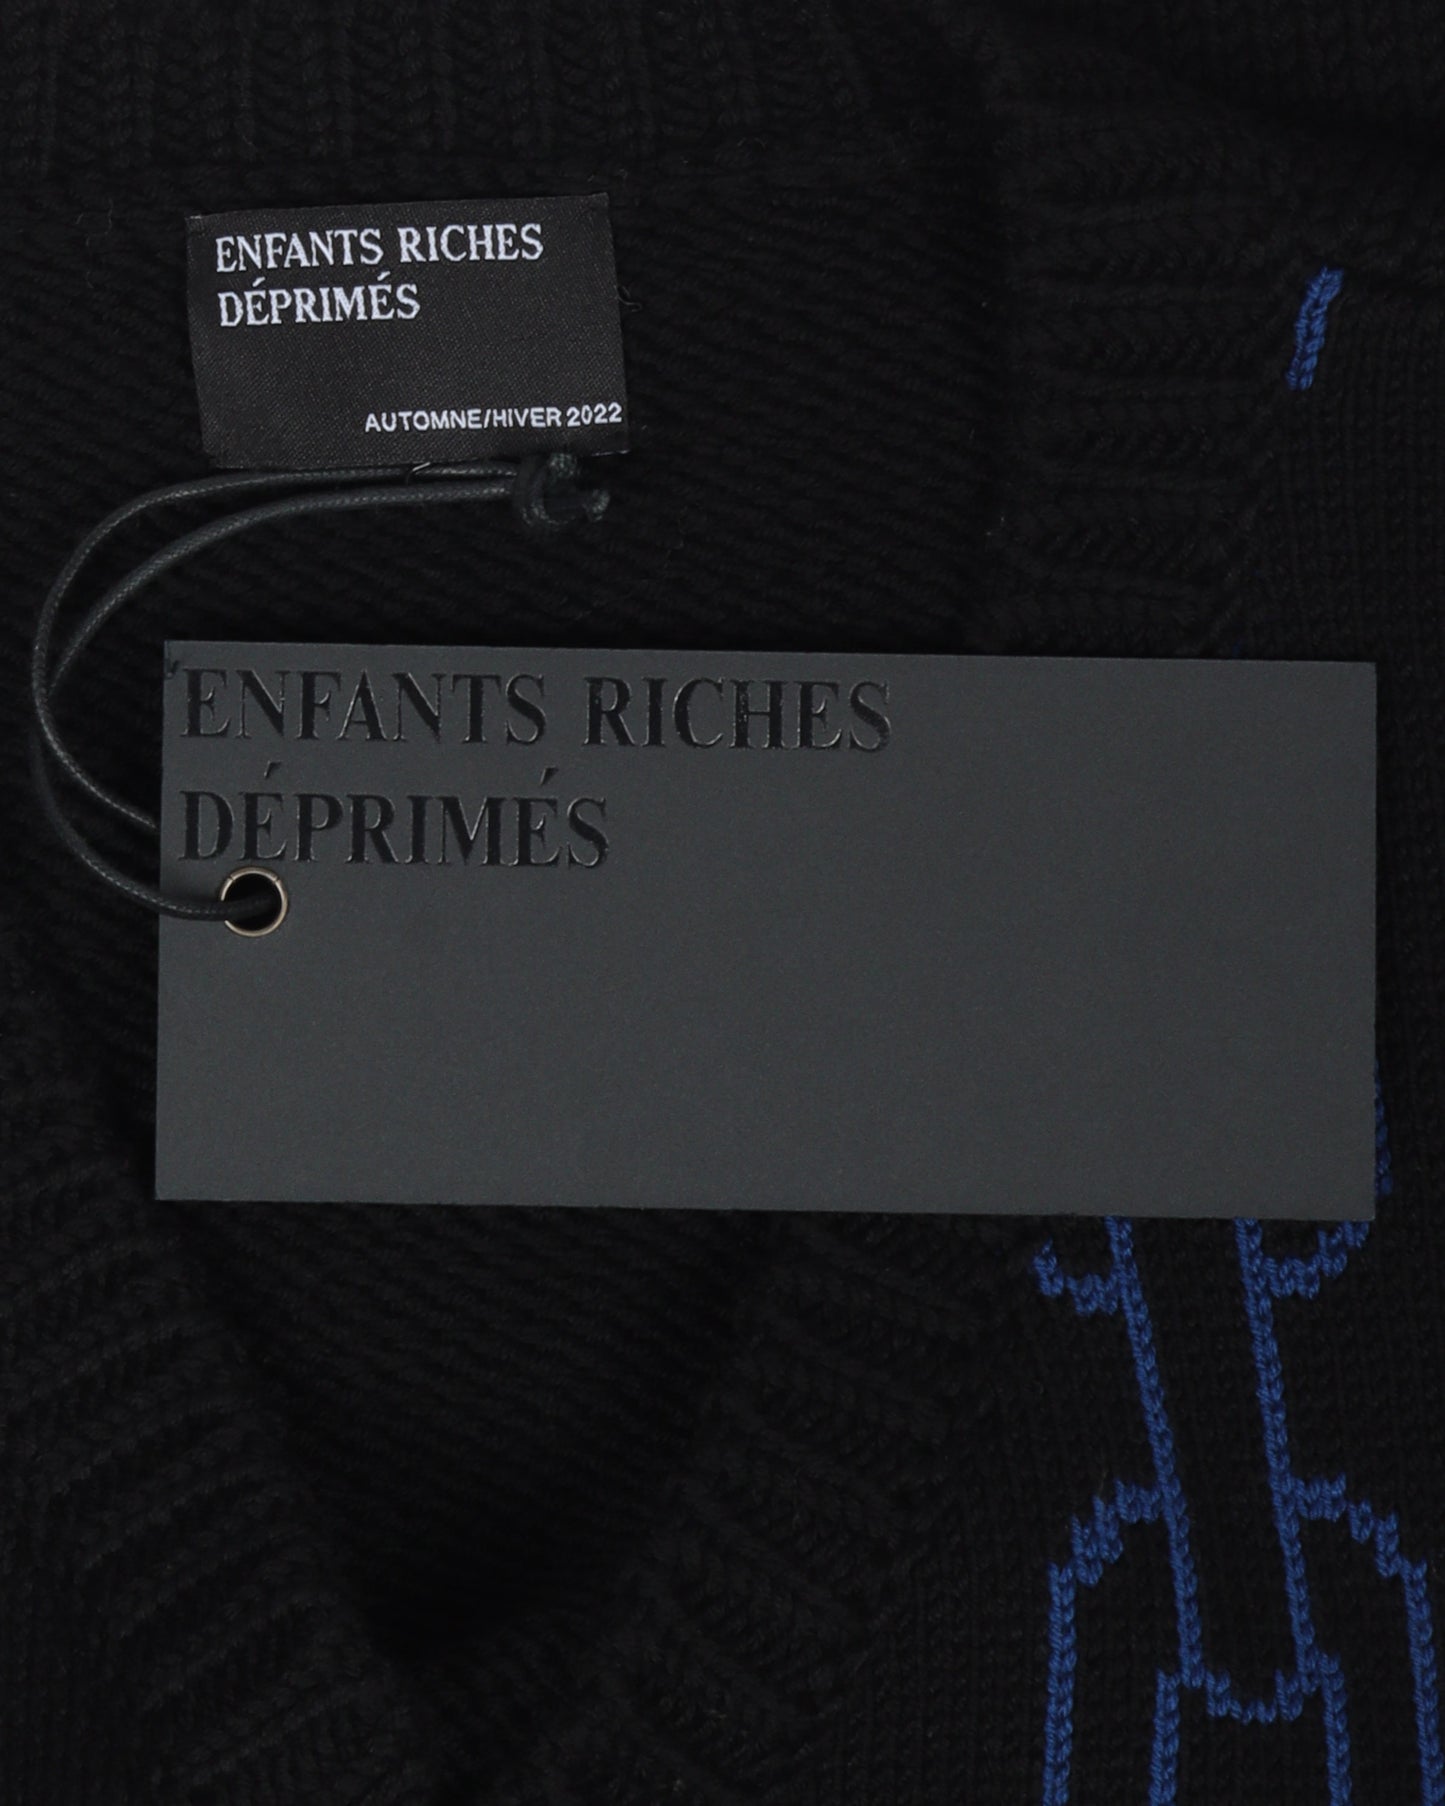 ENFANTS RICHES
DÉPRIMÉS
AUTOMNE/HIVER 2022
ENFANTS RICHES
DÉPRIMÉS